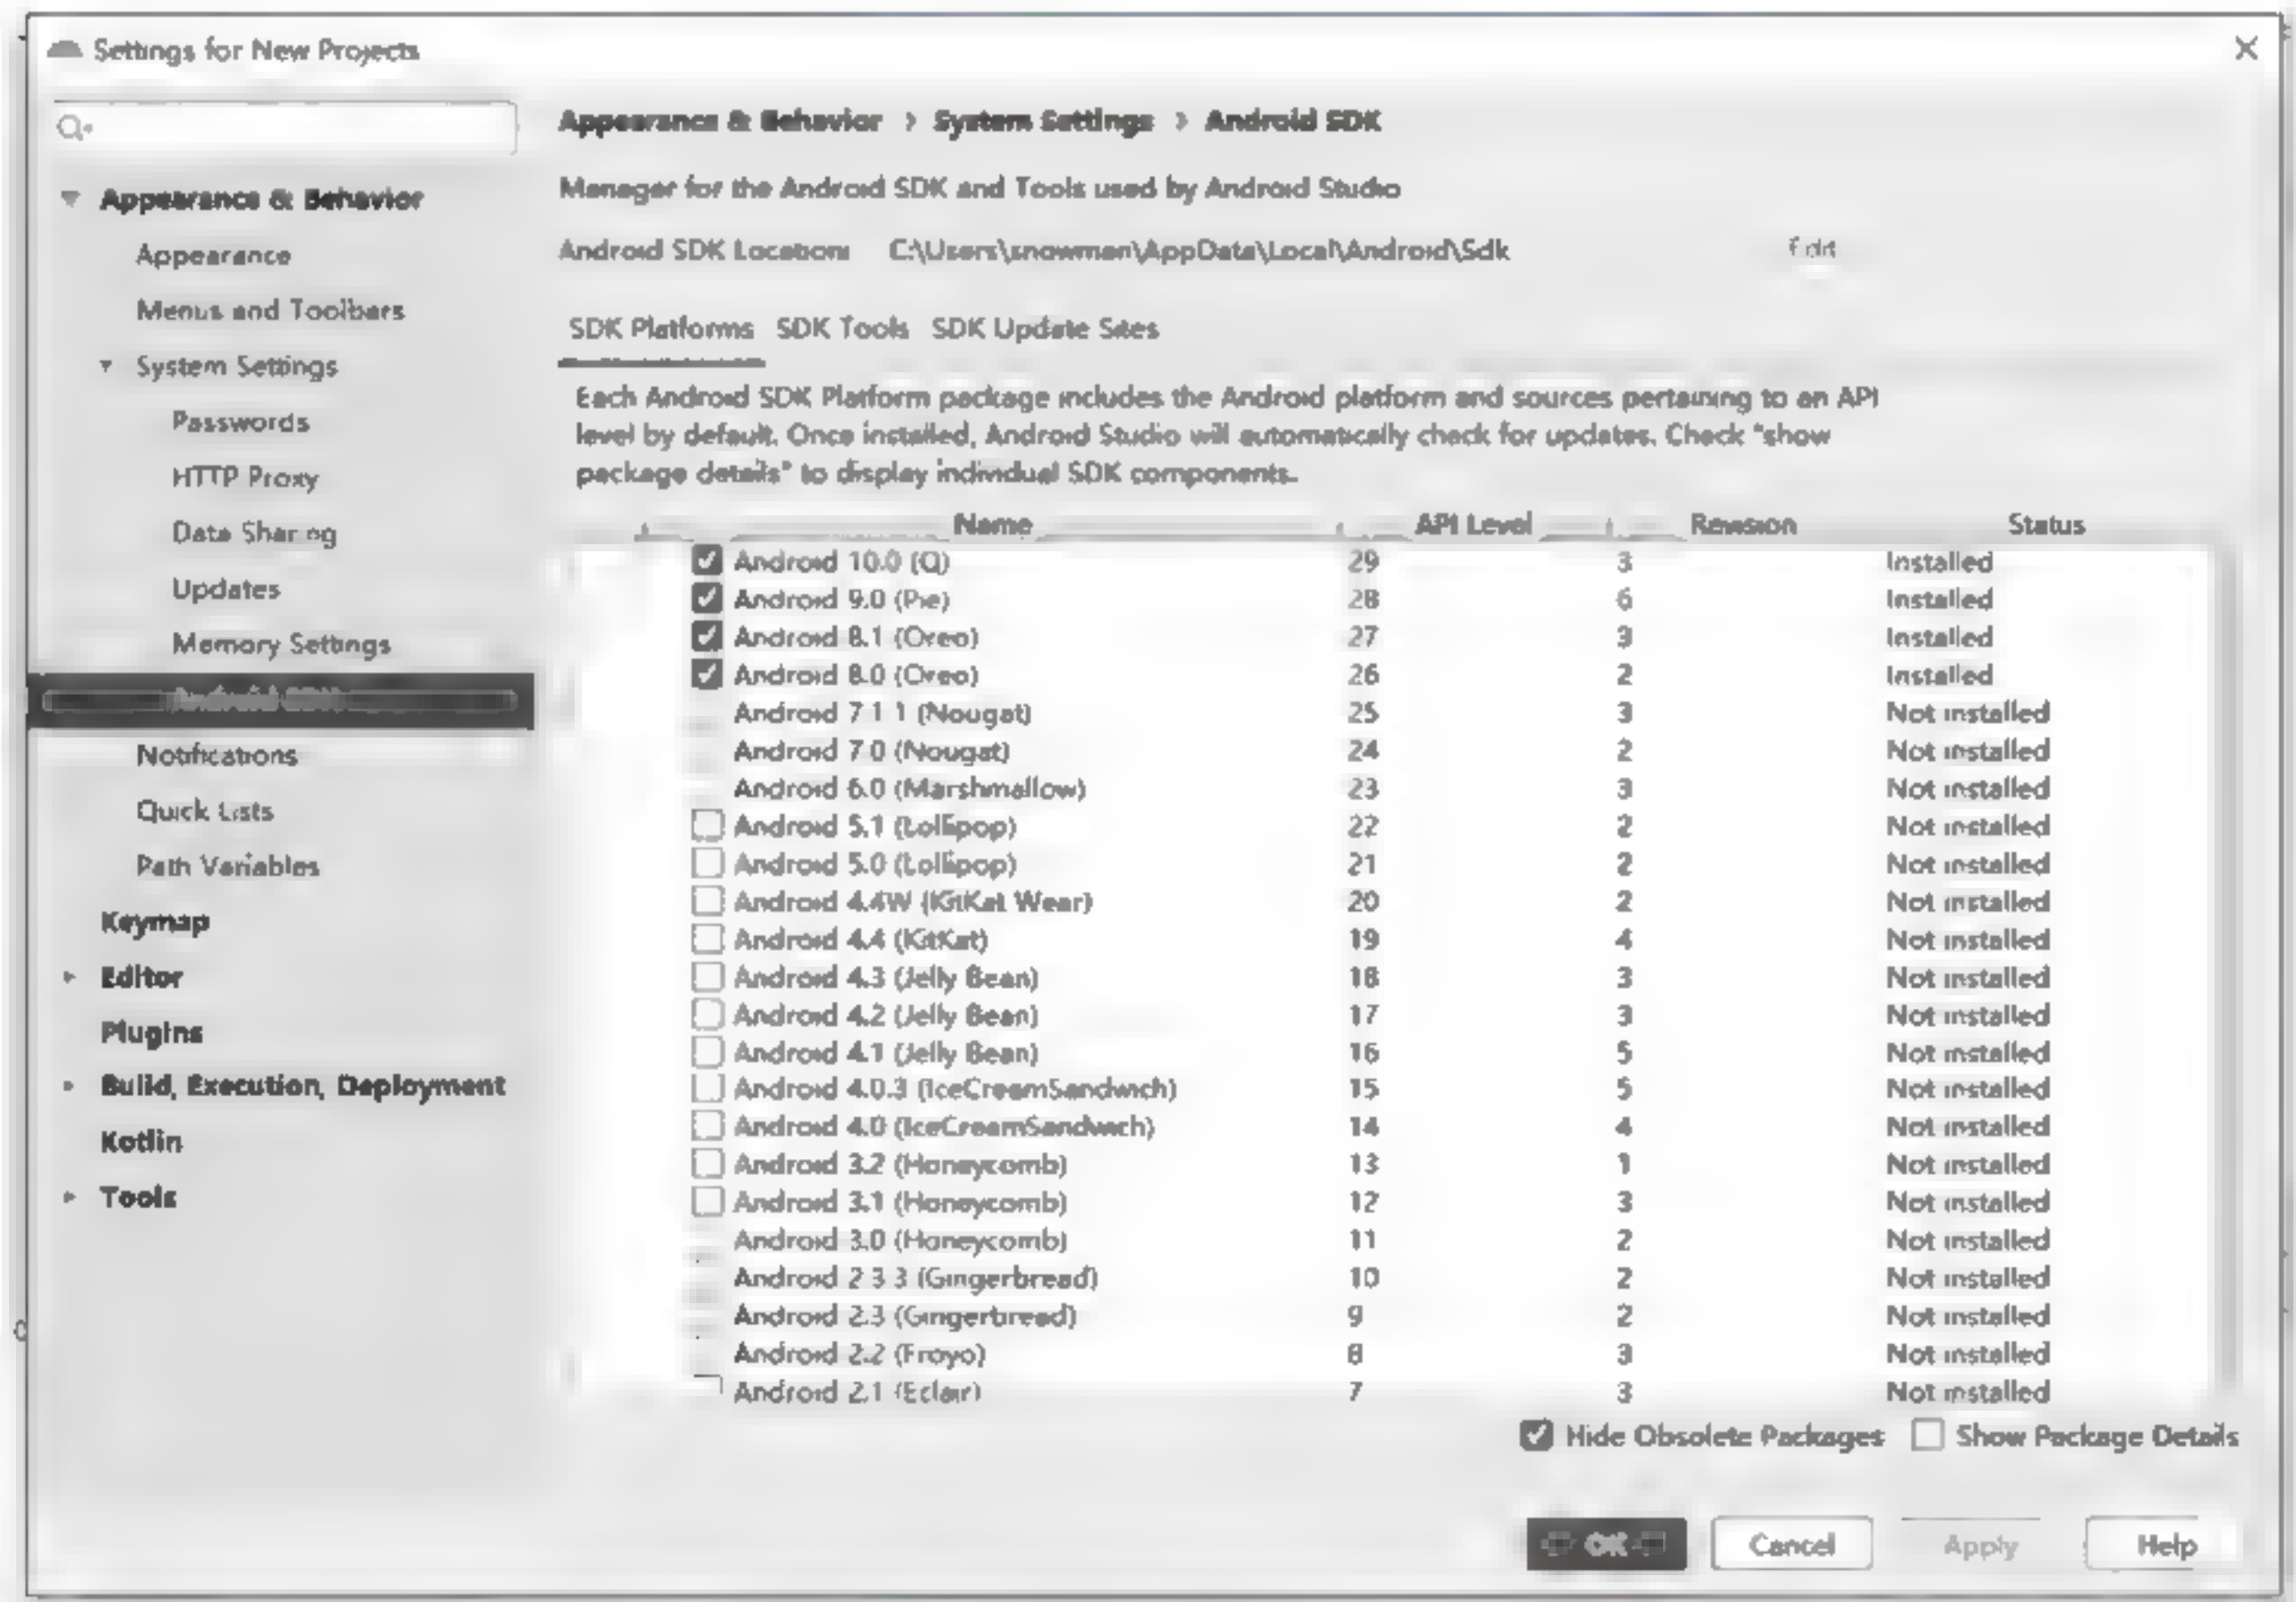 Settings for New Projects
Appearance & Behavior
Appearance
Menus and Toolbars
System Settings
Passwords
HTTP Proxy
Data Sharing
Updates
Memory Settings
Android SDK
Notifications
Quick Lists
Path Variables
Keymap
Editor
Plugins
Build, Execution, Deployment
Kotlin
Tools
Appearance & Behavior > System Settings > Android SDK
Manager for the Android SDK and Tools used by Android Studio
Android SDK Location: C:\Users\snowman\AppData\Local\Android\Sdk Edit
SDK Platforms SDK Tools SDK Update Sites
Each Android SDK Platform package includes the Android platform and sources pertaining to an API
level by default. Once installed, Android Studio will automatically check for updates. Check "show
package details" to display individual SDK components.
Name API Level Revision Status
Android 10.0 (Q) 29 3 Installed
Android 9.0 (Pie) 28 6 Installed
Android 8.1 (Oreo) 27 3 Installed
Android 8.0 (Oreo) 26 2 Installed
Android 7.1.1 (Nougat) 25 3 Not installed
Android 7.0 (Nougat) 24 2 Not installed
Android 6.0 (Marshmallow) 23 3 Not installed
Android 5.1 (Lollipop) 22 2 Not installed
Android 5.0 (Lollipop) 21 2 Not installed
Android 4.4W (KitKat Wear) 20 2 Not installed
Android 4.4 (KitKat) 19 4 Not installed
Android 4.3 (Jelly Bean) 18 3 Not installed
Android 4.2 (Jelly Bean) 17 3 Not installed
Android 4.1 (Jelly Bean) 16 5 Not installed
Android 4.0.3 (IceCreamSandwich) 15 5 Not installed
Android 4.0 (IceCreamSandwich) 14 4 Not installed
Android 3.2 (Honeycomb) 13 1 Not installed
Android 3.1 (Honeycomb) 12 3 Not installed
Android 3.0 (Honeycomb) 11 2 Not installed
Android 2.3.3 (Gingerbread) 10 2 Not installed
Android 2.3 (Gingerbread) 9 2 Not installed
Android 2.2 (Froyo) 8 3 Not installed
Android 2.1 (Eclair) 7 3 Not installed
Hide Obsolete Packages Show Package Details
OK Cancel Apply Help